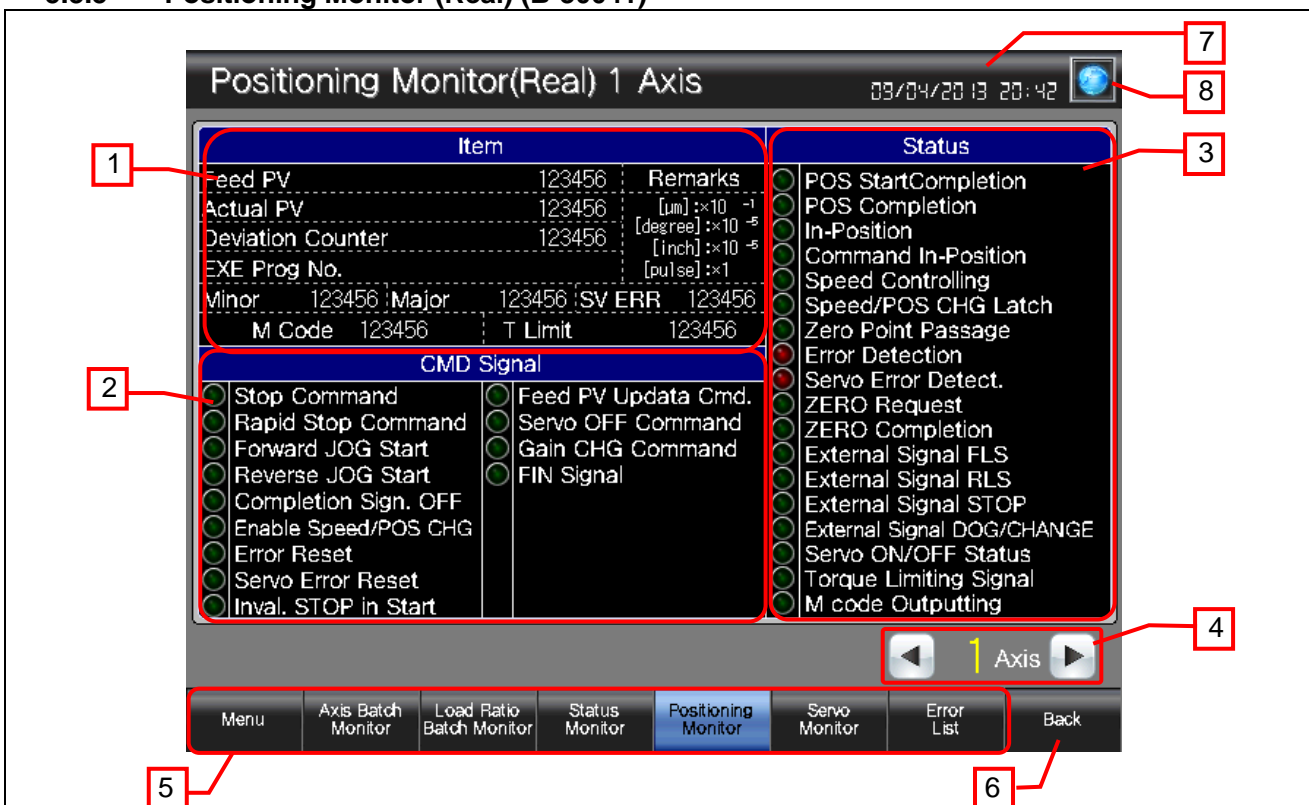 Positioning Monitor (Real)
7
Positioning Monitor(Real) 1 Axis
09/04/2013 20:42
8
1
Item
Feed PV 123456
Actual PV 123456
Deviation Counter 123456
EXE Prog No.
Remarks
[µm]:×10 -1
[degree]:×10 -5
[inch]:×10 -5
[pulse]:×1
Minor 123456 Major 123456 SV ERR 123456
M Code 123456 T Limit 123456
2
CMD Signal
Stop Command
Rapid Stop Command
Forward JOG Start
Reverse JOG Start
Completion Sign. OFF
Enable Speed/POS CHG
Error Reset
Servo Error Reset
Inval. STOP in Start
Feed PV Updata Cmd.
Servo OFF Command
Gain CHG Command
FIN Signal
Status
3
POS StartCompletion
POS Completion
In-Position
Command In-Position
Speed Controlling
Speed/POS CHG Latch
Zero Point Passage
Error Detection
Servo Error Detect.
ZERO Request
ZERO Completion
External Signal FLS
External Signal RLS
External Signal STOP
External Signal DOG/CHANGE
Servo ON/OFF Status
Torque Limiting Signal
M code Outputting
4
1 Axis
Menu
Axis Batch
Monitor
Load Ratio
Batch Monitor
Status
Monitor
Positioning
Monitor
Servo
Monitor
Error
List
Back
5
6